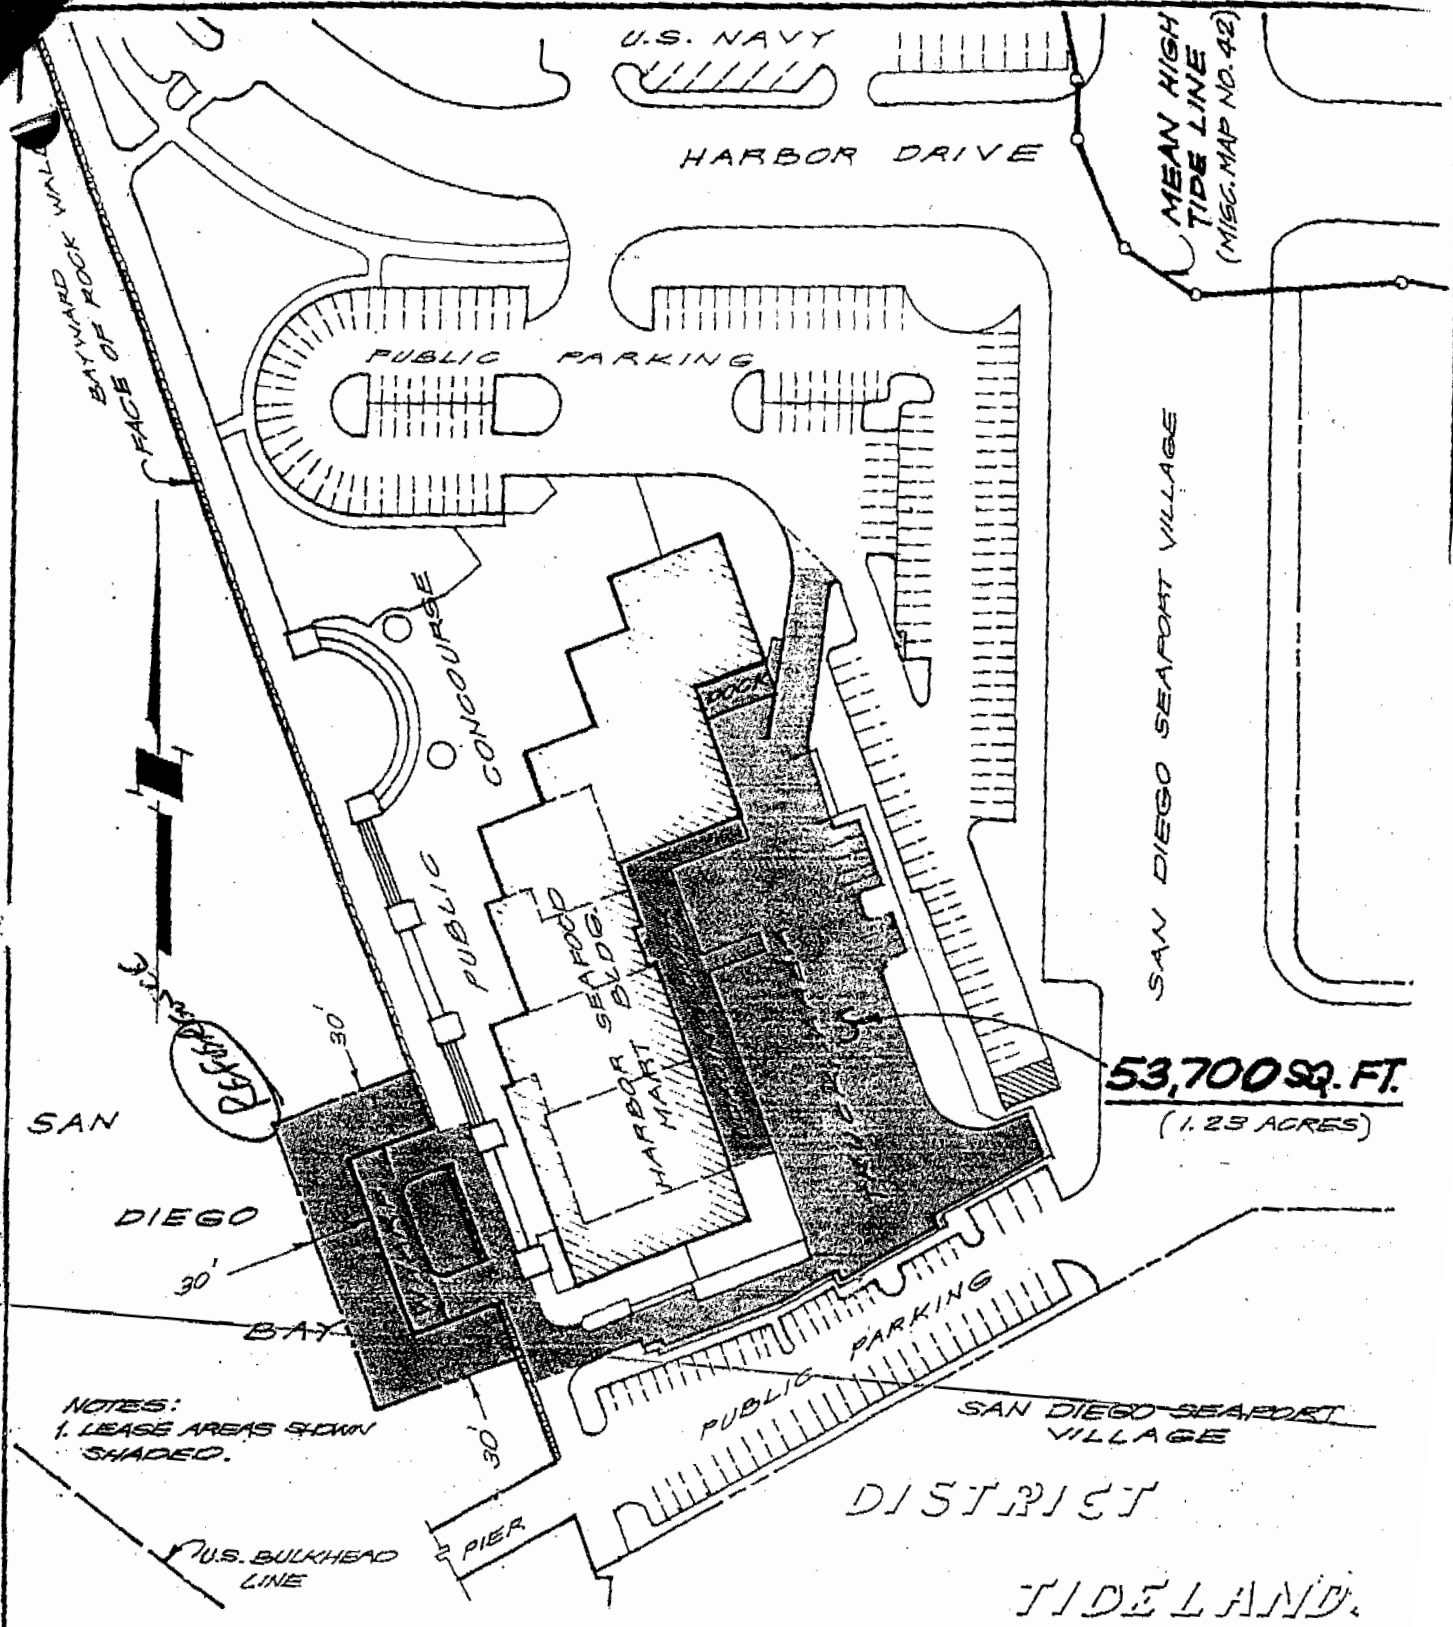 U.S. NAVY
HARBOR DRIVE
MEAN HIGH
TIDE LINE
(MISC. MAP NO. 42)
BAYWARD
FACE OF ROCK WALL
PUBLIC PARKING
SAN DIEGO SEAPORT VILLAGE
PUBLIC CONCOURSE
DOCK
HARBOR SEAFOOD
MART BLDG.
53,700 SQ. FT.
(1.23 ACRES)
30'
SAN
DIEGO
30'
BAY
WHARF
30'
NOTES:
1. LEASE AREAS SHOWN
SHADED.
PUBLIC PARKING
SAN DIEGO SEAPORT
VILLAGE
PIER
U.S. BULKHEAD
LINE
DISTRICT
TIDELAND